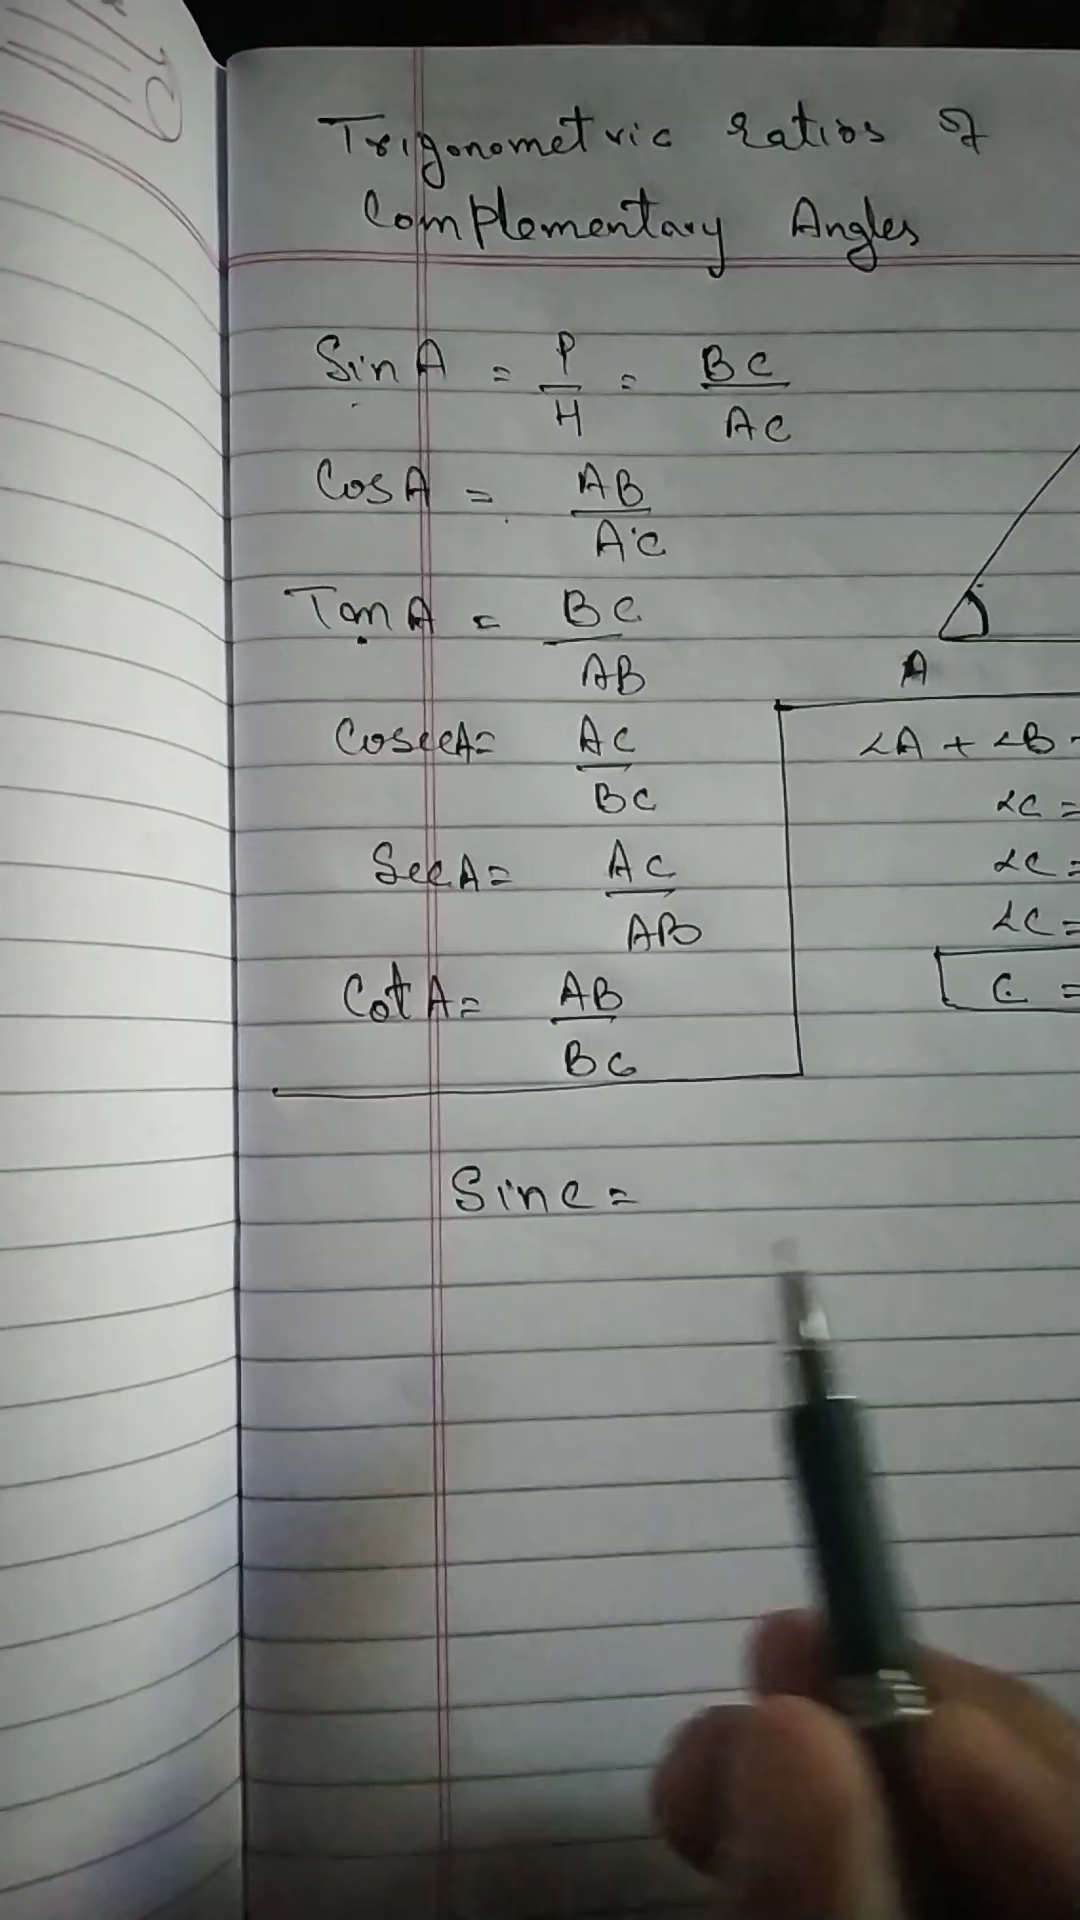 Trigonometric ratios of
Complementary Angles
Sin A = P/H = BC/AC
Cos A = AB/AC
Tan A = BC/AB
Cosec A = AC/BC
Sec A = AC/AB
Cot A = AB/BC
A
∠A + ∠B
∠C =
∠C =
∠C =
C =
Sin C =